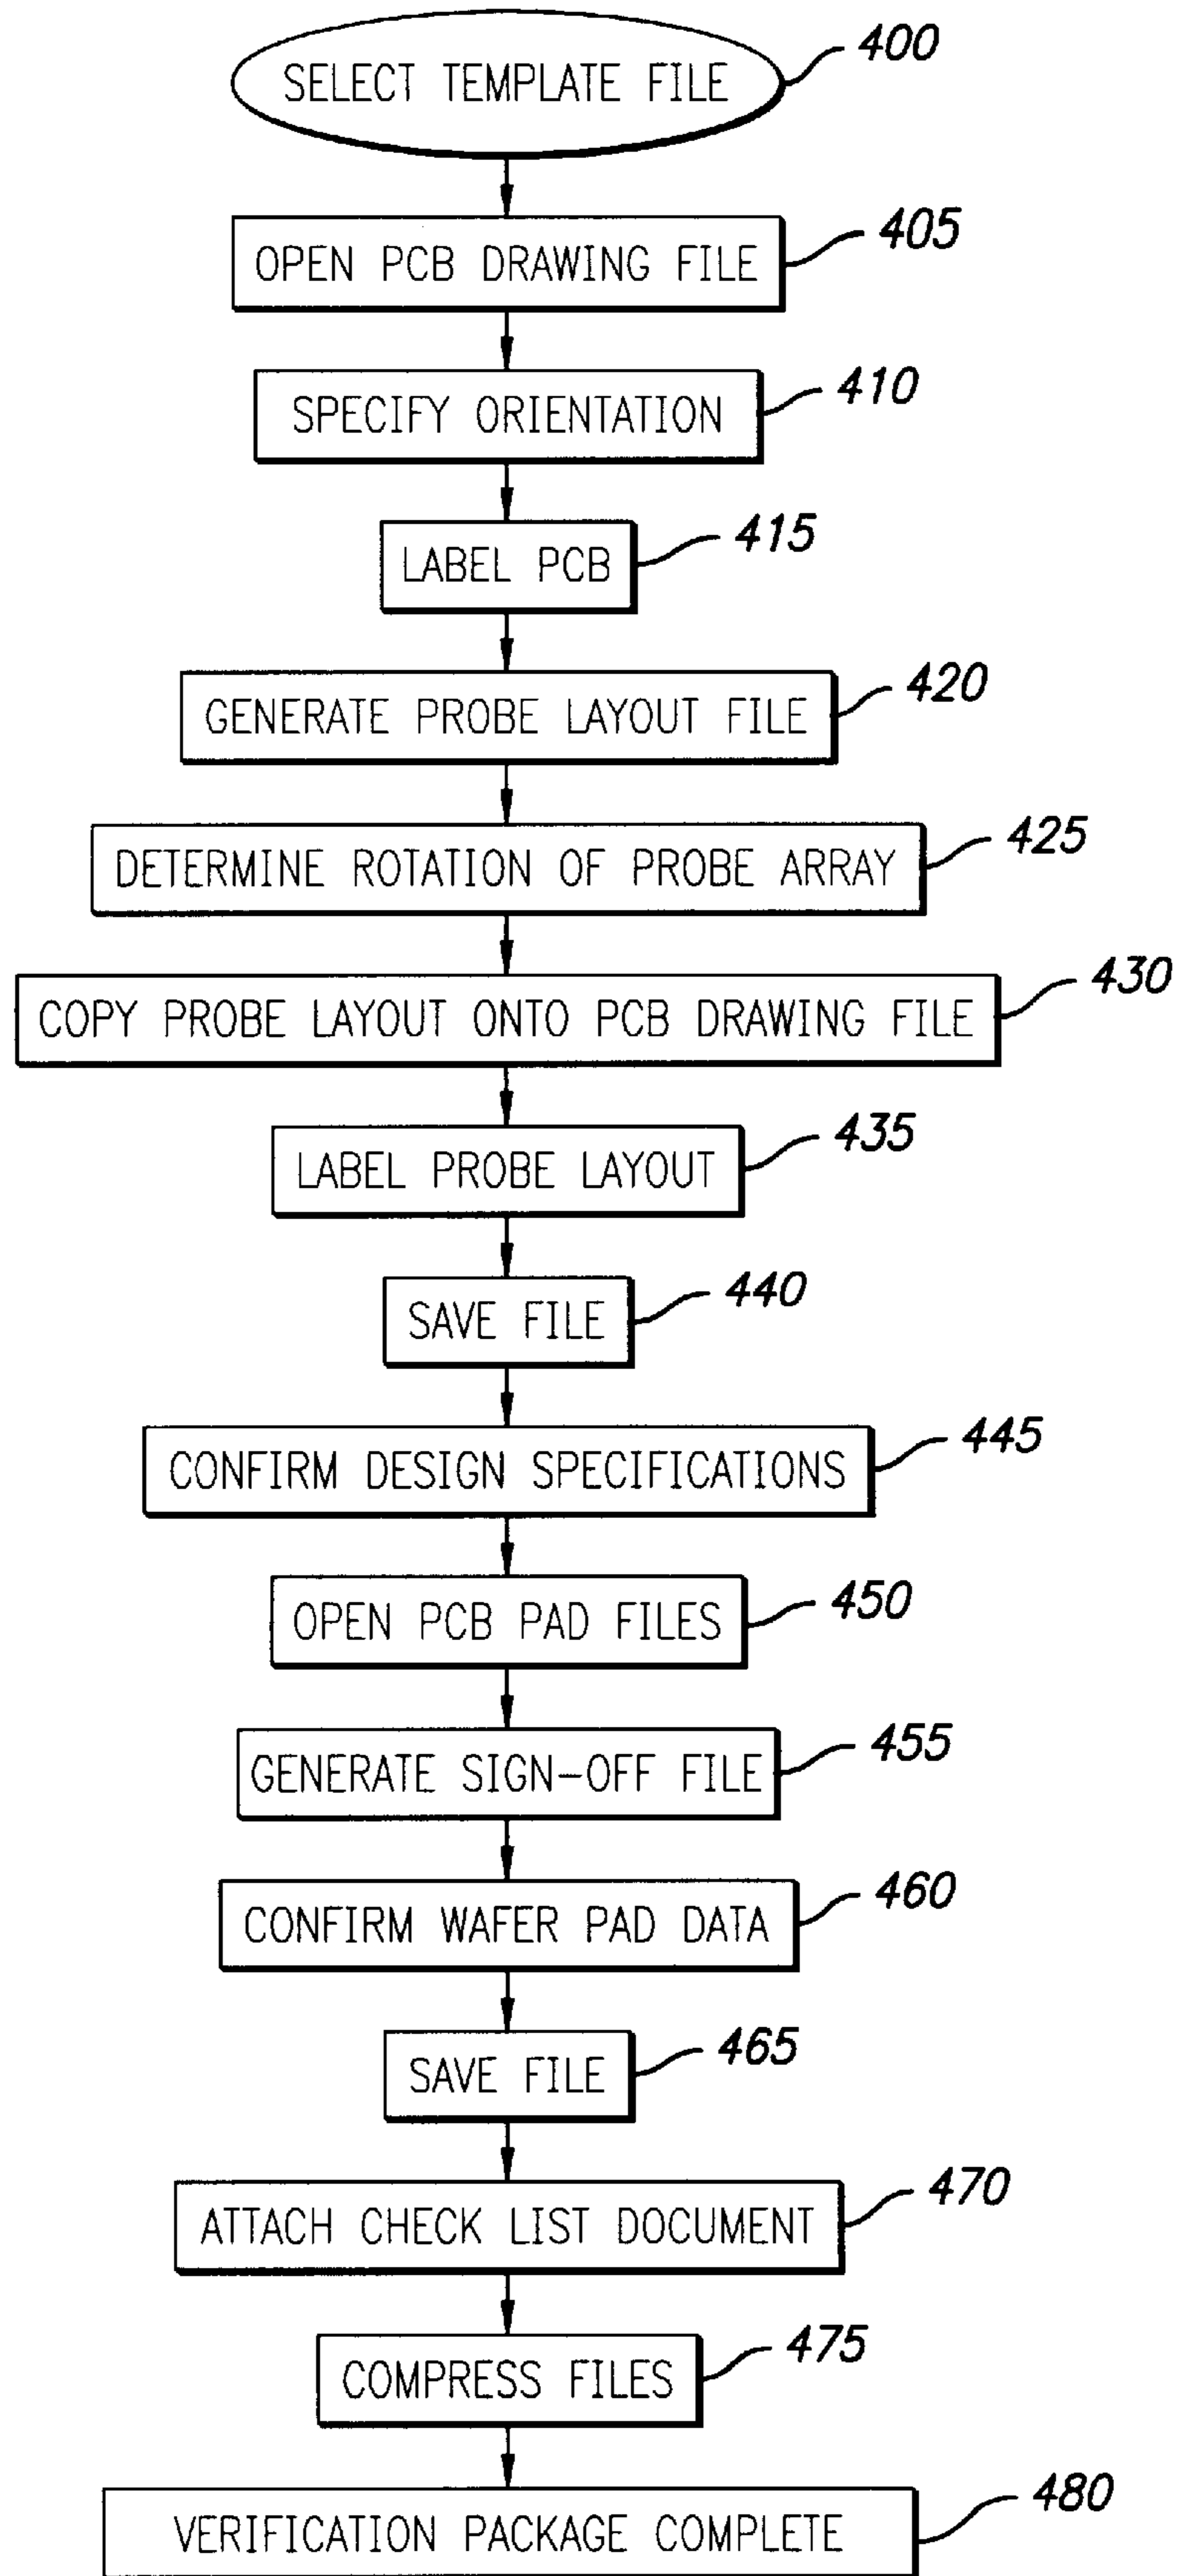 SELECT TEMPLATE FILE 400
OPEN PCB DRAWING FILE 405
SPECIFY ORIENTATION 410
LABEL PCB 415
GENERATE PROBE LAYOUT FILE 420
DETERMINE ROTATION OF PROBE ARRAY 425
COPY PROBE LAYOUT ONTO PCB DRAWING FILE 430
LABEL PROBE LAYOUT 435
SAVE FILE 440
CONFIRM DESIGN SPECIFICATIONS 445
OPEN PCB PAD FILES 450
GENERATE SIGN-OFF FILE 455
CONFIRM WAFER PAD DATA 460
SAVE FILE 465
ATTACH CHECK LIST DOCUMENT 470
COMPRESS FILES 475
VERIFICATION PACKAGE COMPLETE 480